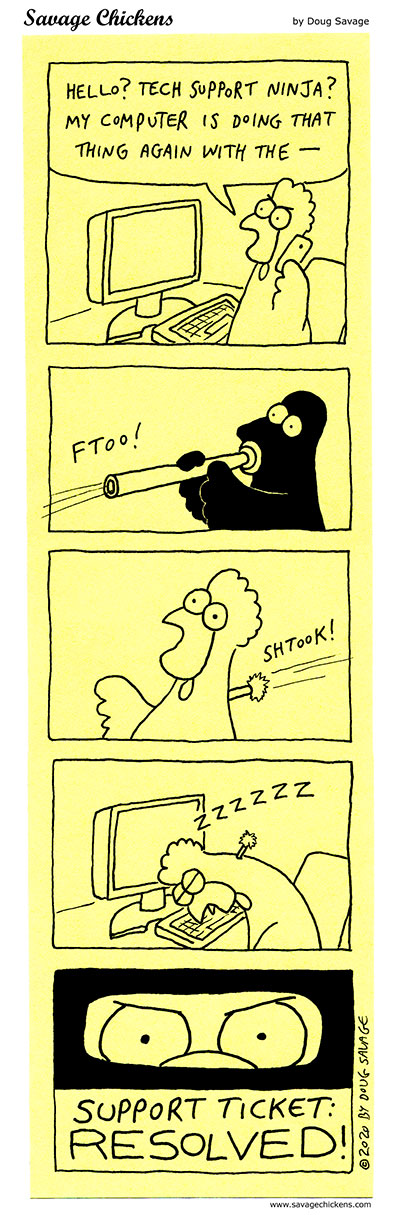 Savage Chickens
by Doug Savage
HELLO? TECH SUPPORT NINJA?
MY COMPUTER IS DOING THAT
THING AGAIN WITH THE —
FTOO!
SHTOOK!
ZZZZZZZ
SUPPORT TICKET:
RESOLVED!
©2020 BY DOUG SAVAGE
www.savagechickens.com